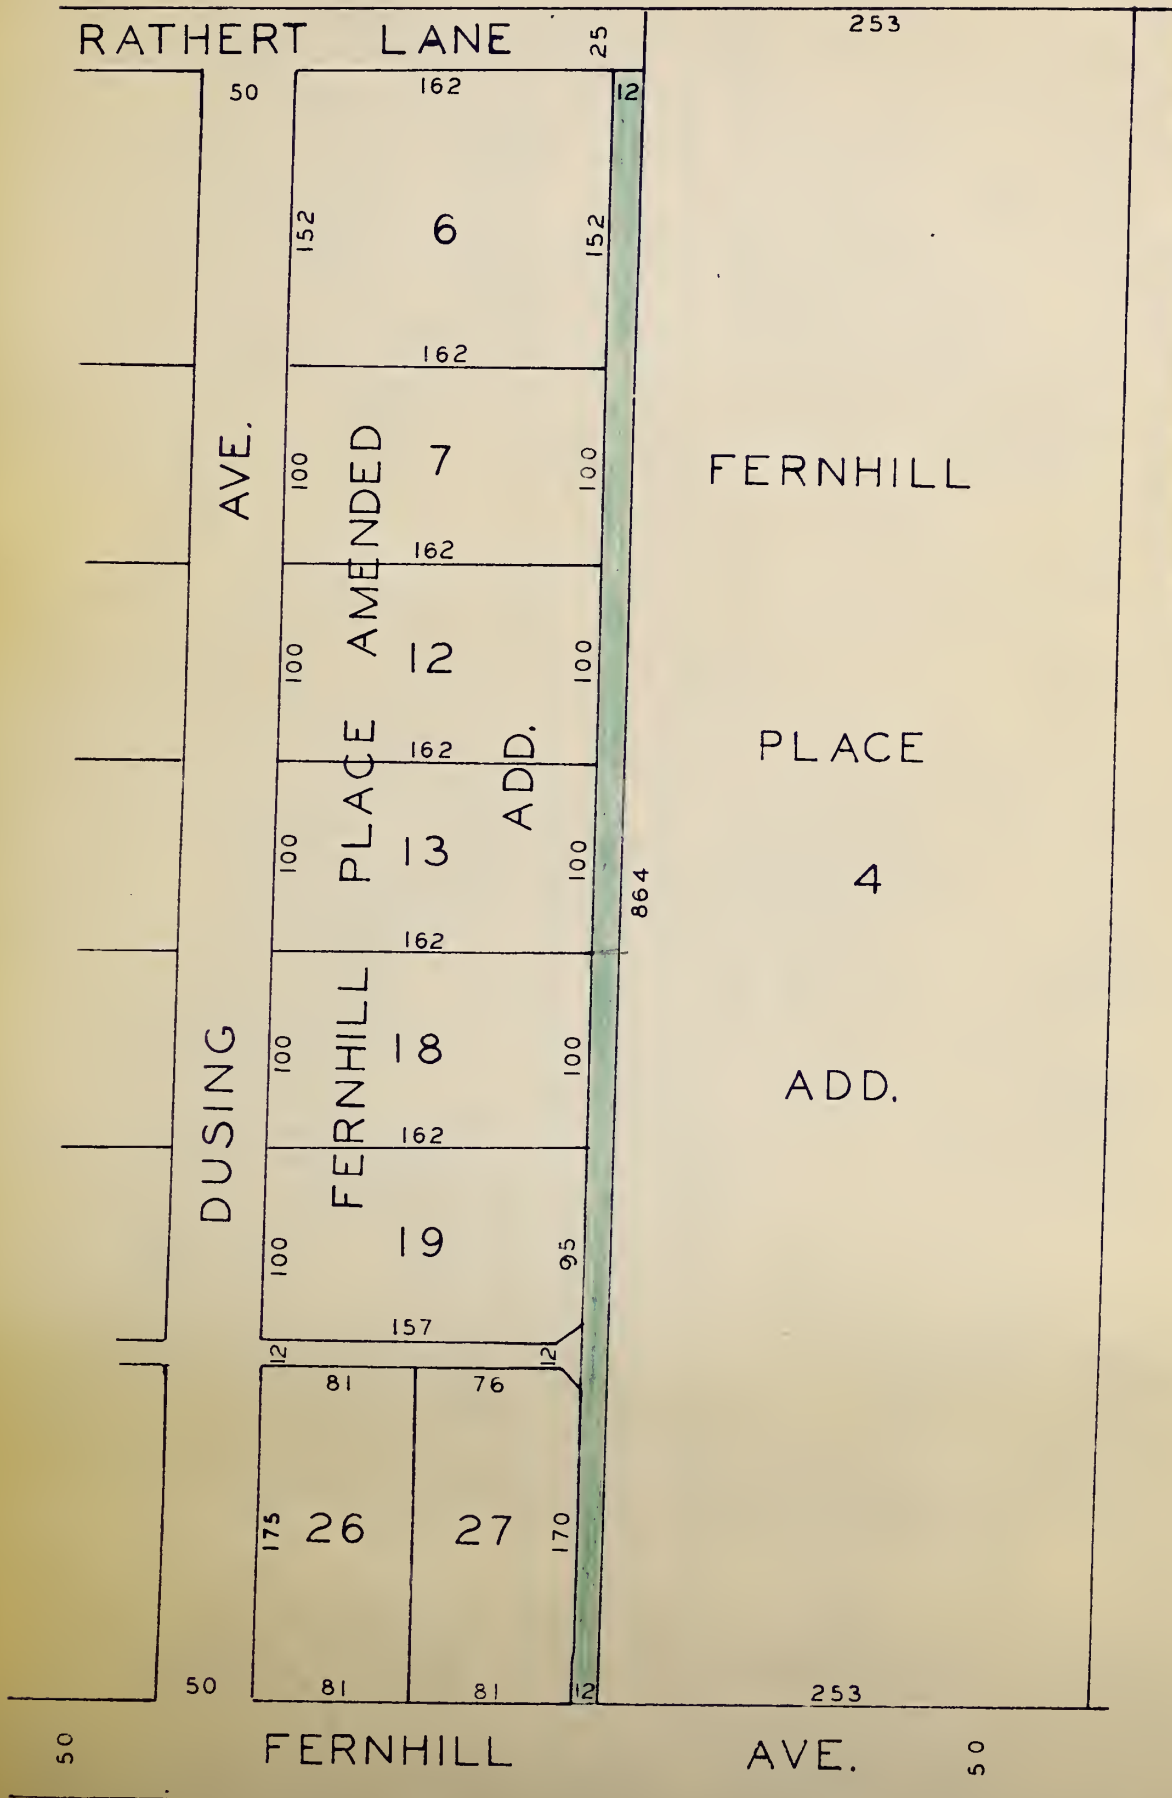 RATHERT LANE 25 253
50 162 12
152 6 152
162
AVE. 100 7 100 FERNHILL
162
100 12 100
PLACE AMENDED
162 PLACE
ADD.
100 13 100 864 4
162
DUSING 100 FERNHILL 18 100 ADD.
162
100 19 95
157
12 12
81 76
175 26 27 170
50 81 81 12 253
50 FERNHILL AVE. 50